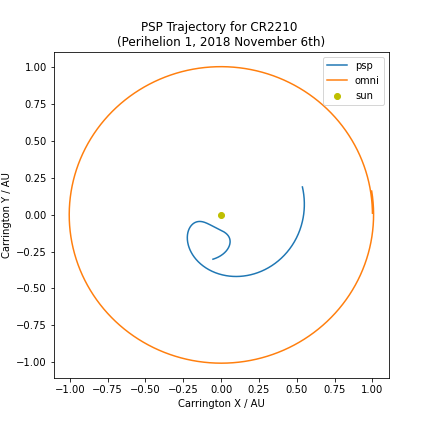 PSP Trajectory for CR2210
(Perihelion 1, 2018 November 6th)
psp
omni
sun
1.00
0.75
0.50
0.25
0.00
−0.25
−0.50
−0.75
−1.00
Carrington Y / AU
−1.00 −0.75 −0.50 −0.25 0.00 0.25 0.50 0.75 1.00
Carrington X / AU